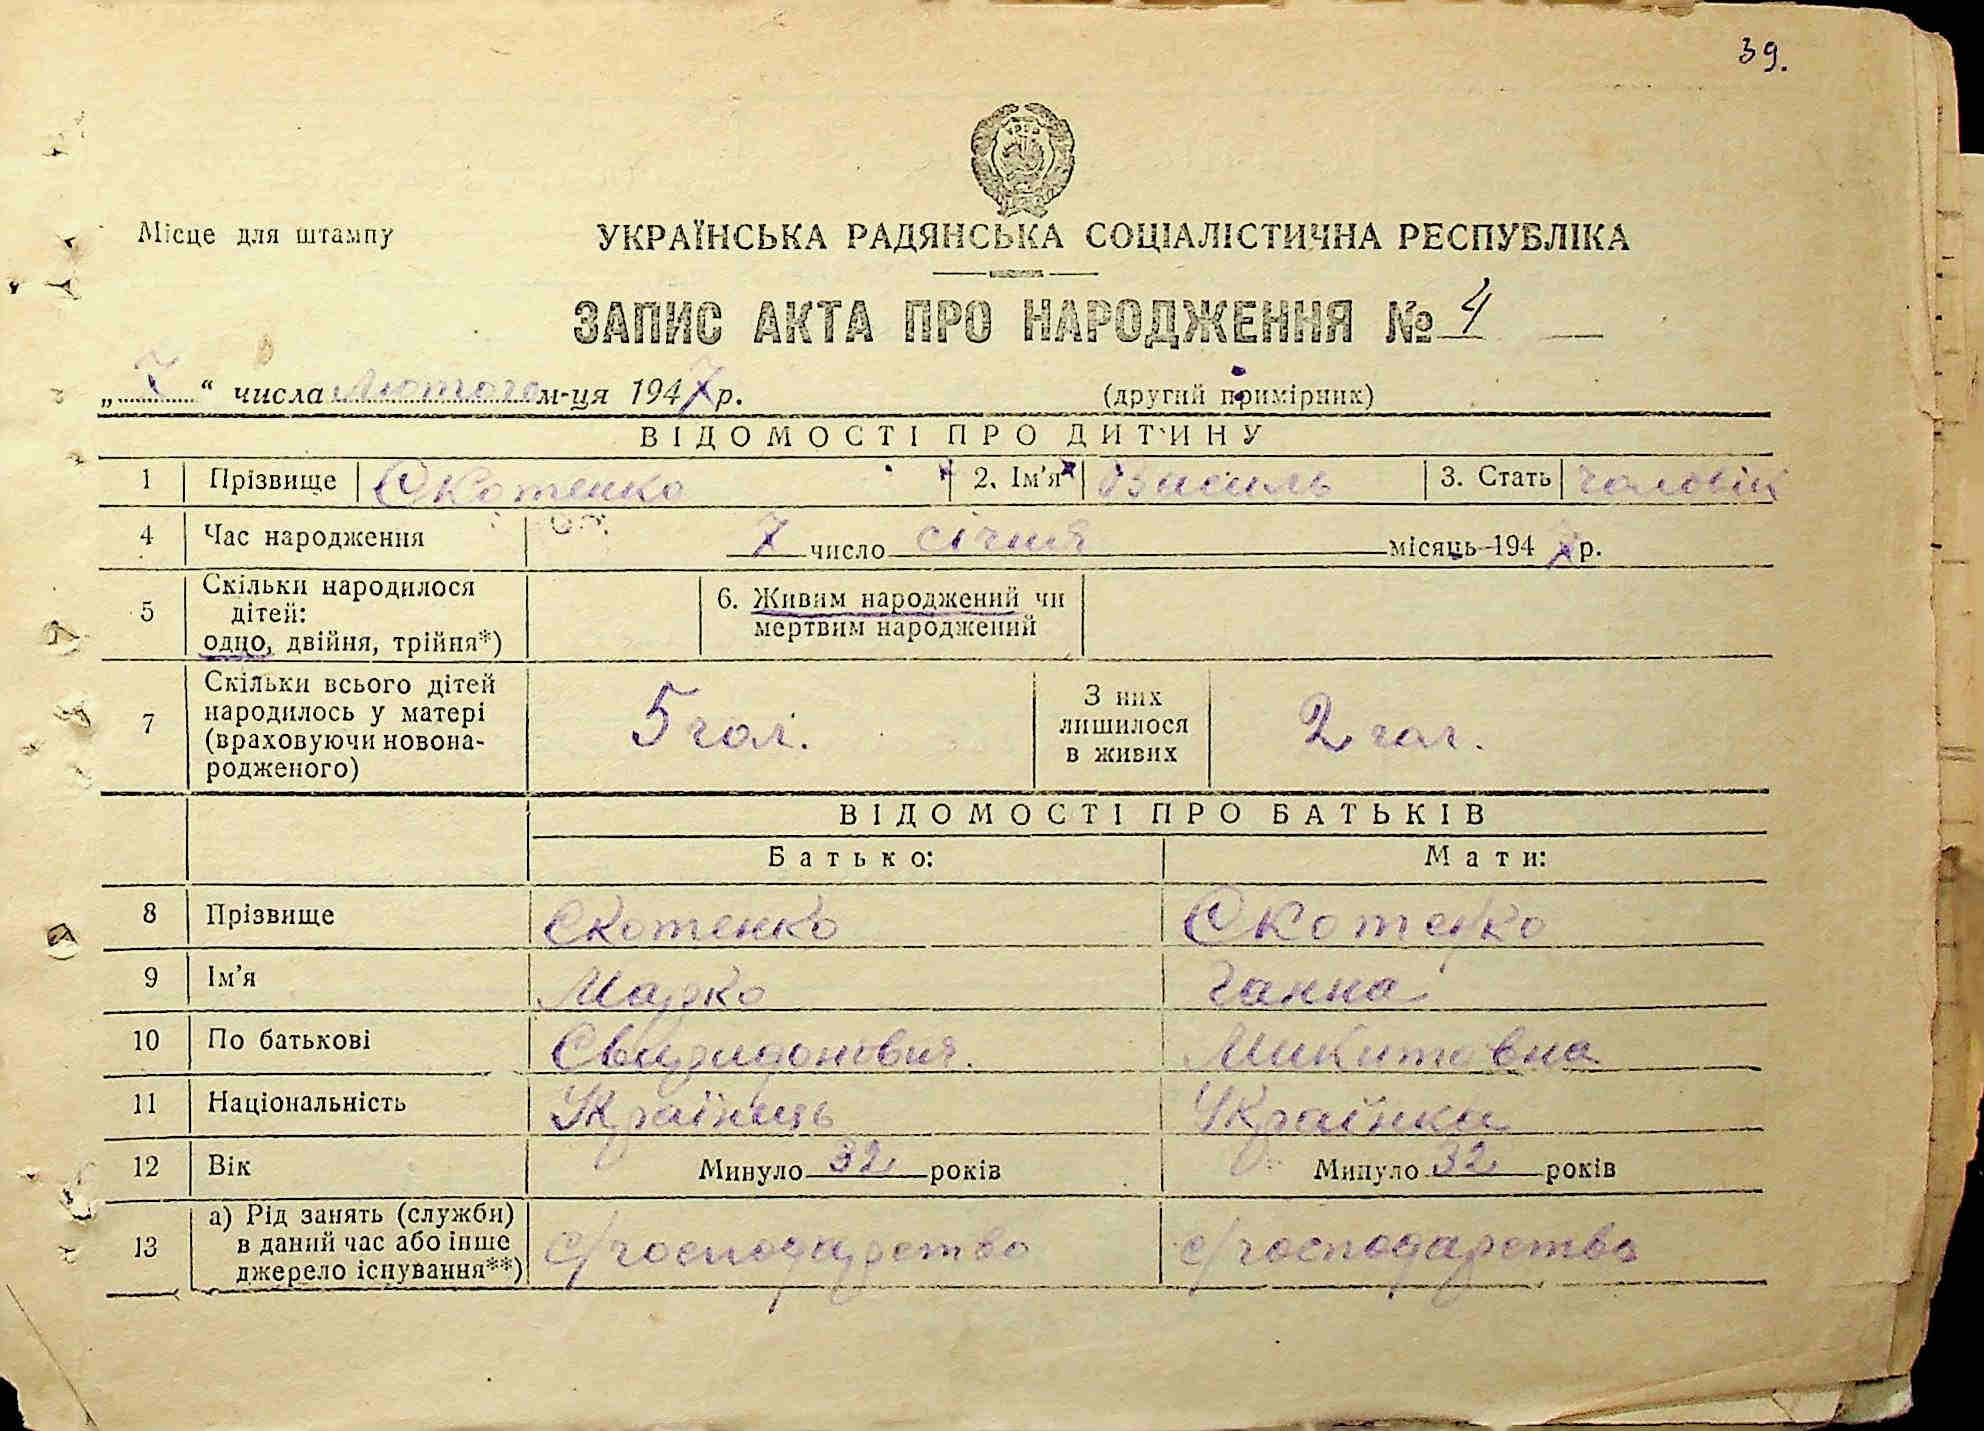 39.
Місце для штампу
УКРАЇНСЬКА РАДЯНСЬКА СОЦІАЛІСТИЧНА РЕСПУБЛІКА
ЗАПИС АКТА ПРО НАРОДЖЕННЯ № 4
„ 7 “ числа Лютого м-ця 1947 р.
(другий примірник)
ВІДОМОСТІ ПРО ДИТИНУ
1 Прізвище Скотенко 2. Ім'я Василь 3. Стать чоловік
4 Час народження 7 число січня місяць 1947 р.
5 Скільки народилося дітей: одно, двійня, трійня*) 6. Живим народжений чи мертвим народжений
7 Скільки всього дітей народилось у матері (враховуючи новонародженого) 5 чол. З них лишилося в живих 2 чол.
ВІДОМОСТІ ПРО БАТЬКІВ
Батько: Мати:
8 Прізвище Скотенко Скотенко
9 Ім'я Марко Ганна
10 По батькові Свиридонович Микитовна
11 Національність Українець Українка
12 Вік Минуло 32 років Минуло 32 років
13 а) Рід занять (служби) в даний час або інше джерело існування**) с/господарство с/господарство